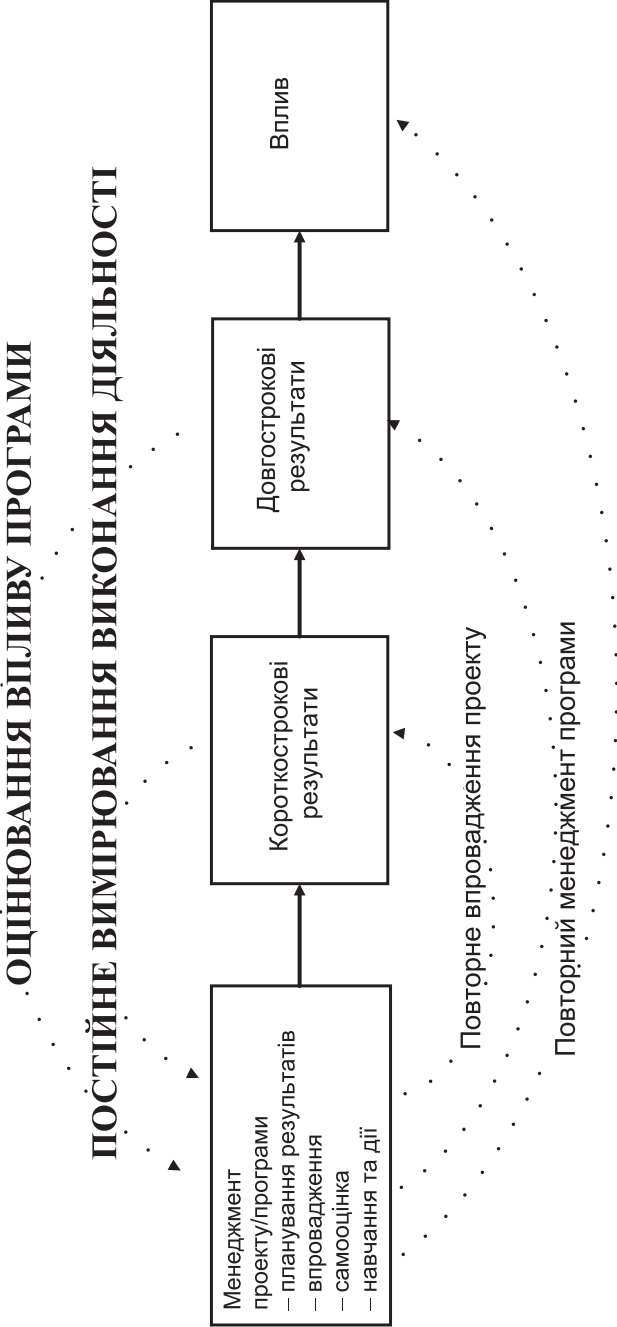 ОЦІНЮВАННЯ ВПЛИВУ ПРОГРАМИ
ПОСТІЙНЕ ВИМІРЮВАННЯ ВИКОНАННЯ ДІЯЛЬНОСТІ
Менеджмент
проекту/програми
– планування результатів
– впровадження
– самооцінка
– навчання та дії
Короткострокові
результати
Довгострокові
результати
Вплив
Повторне впровадження проекту
Повторний менеджмент програми